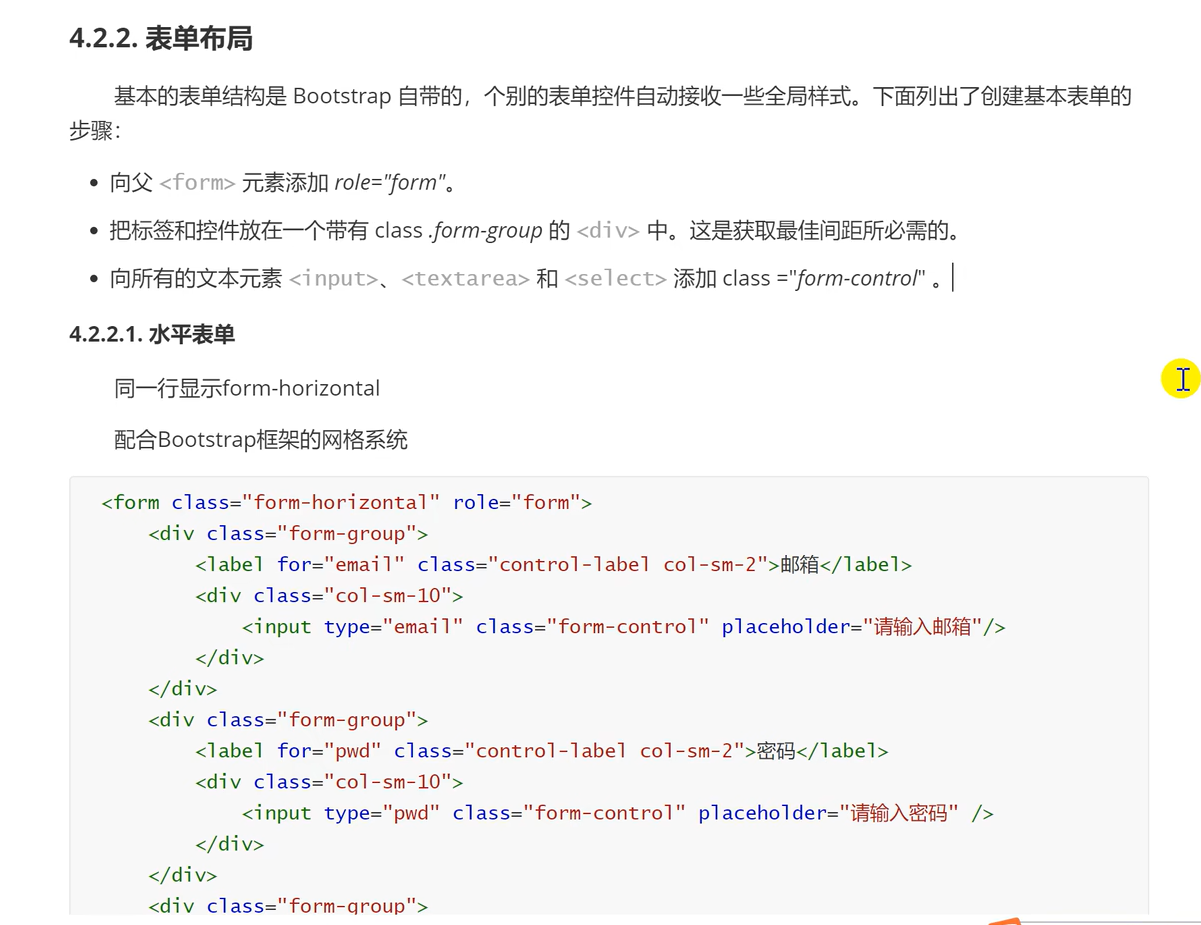 4.2.2. 表单布局
基本的表单结构是 Bootstrap 自带的，个别的表单控件自动接收一些全局样式。下面列出了创建基本表单的
步骤：
• 向父 <form> 元素添加 role="form"。
• 把标签和控件放在一个带有 class .form-group 的 <div> 中。这是获取最佳间距所必需的。
• 向所有的文本元素 <input>、<textarea> 和 <select> 添加 class ="form-control" 。
4.2.2.1. 水平表单
同一行显示form-horizontal
配合Bootstrap框架的网格系统
<form class="form-horizontal" role="form">
<div class="form-group">
<label for="email" class="control-label col-sm-2">邮箱</label>
<div class="col-sm-10">
<input type="email" class="form-control" placeholder="请输入邮箱"/>
</div>
</div>
<div class="form-group">
<label for="pwd" class="control-label col-sm-2">密码</label>
<div class="col-sm-10">
<input type="pwd" class="form-control" placeholder="请输入密码" />
</div>
</div>
<div class="form-group">